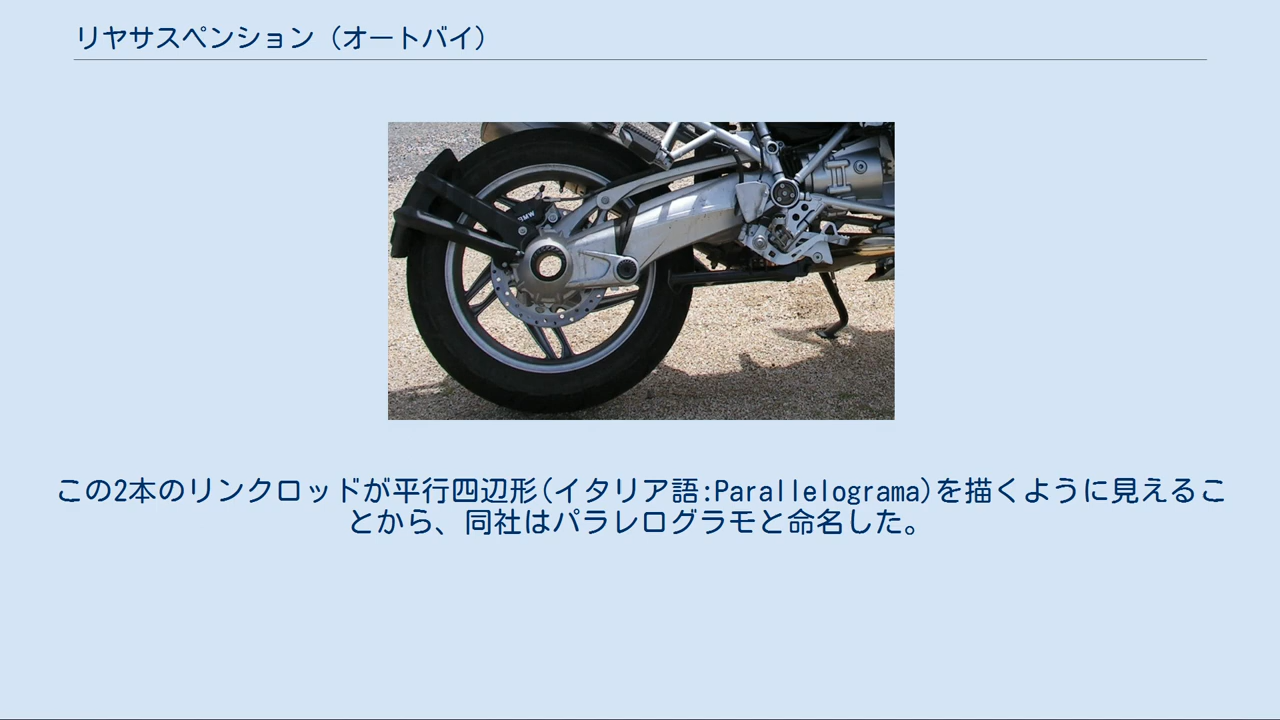 リヤサスペンション（オートバイ）
BMW
この2本のリンクロッドが平行四辺形(イタリア語:Parallelograma)を描くように見えるこ
とから、同社はパラレログラモと命名した。